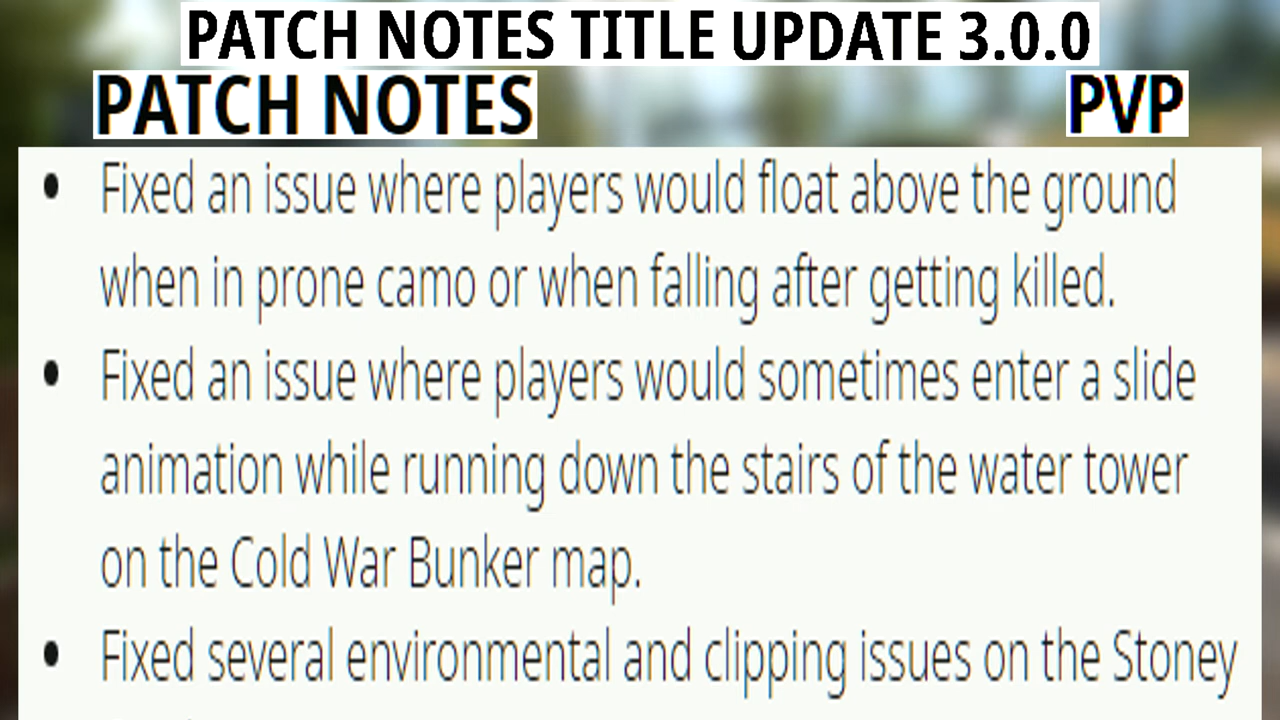 PATCH NOTES TITLE UPDATE 3.0.0
PATCH NOTES PVP
• Fixed an issue where players would float above the ground
when in prone camo or when falling after getting killed.
• Fixed an issue where players would sometimes enter a slide
animation while running down the stairs of the water tower
on the Cold War Bunker map.
• Fixed several environmental and clipping issues on the Stoney